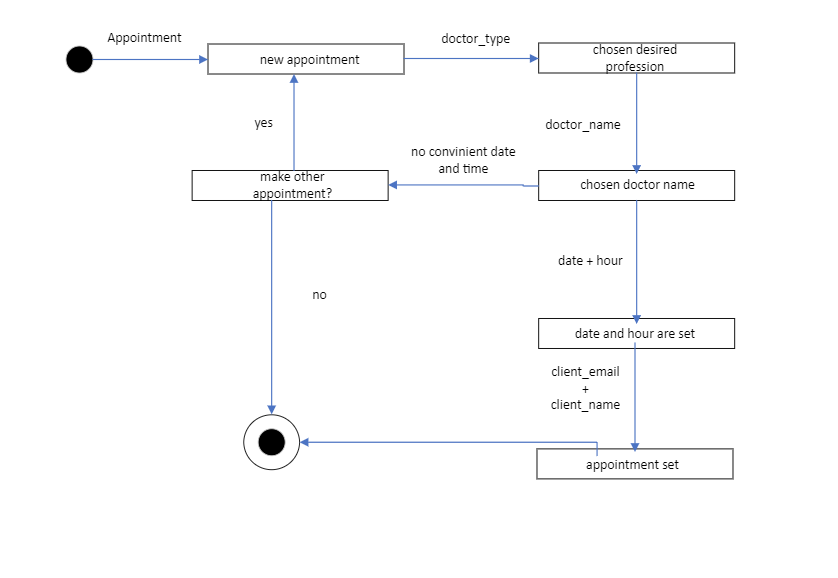 Appointment
doctor_type
new appointment
chosen desired
profession
yes
doctor_name
no convinient date
and time
make other
appointment?
chosen doctor name
date + hour
no
date and hour are set
client_email
+
client_name
appointment set